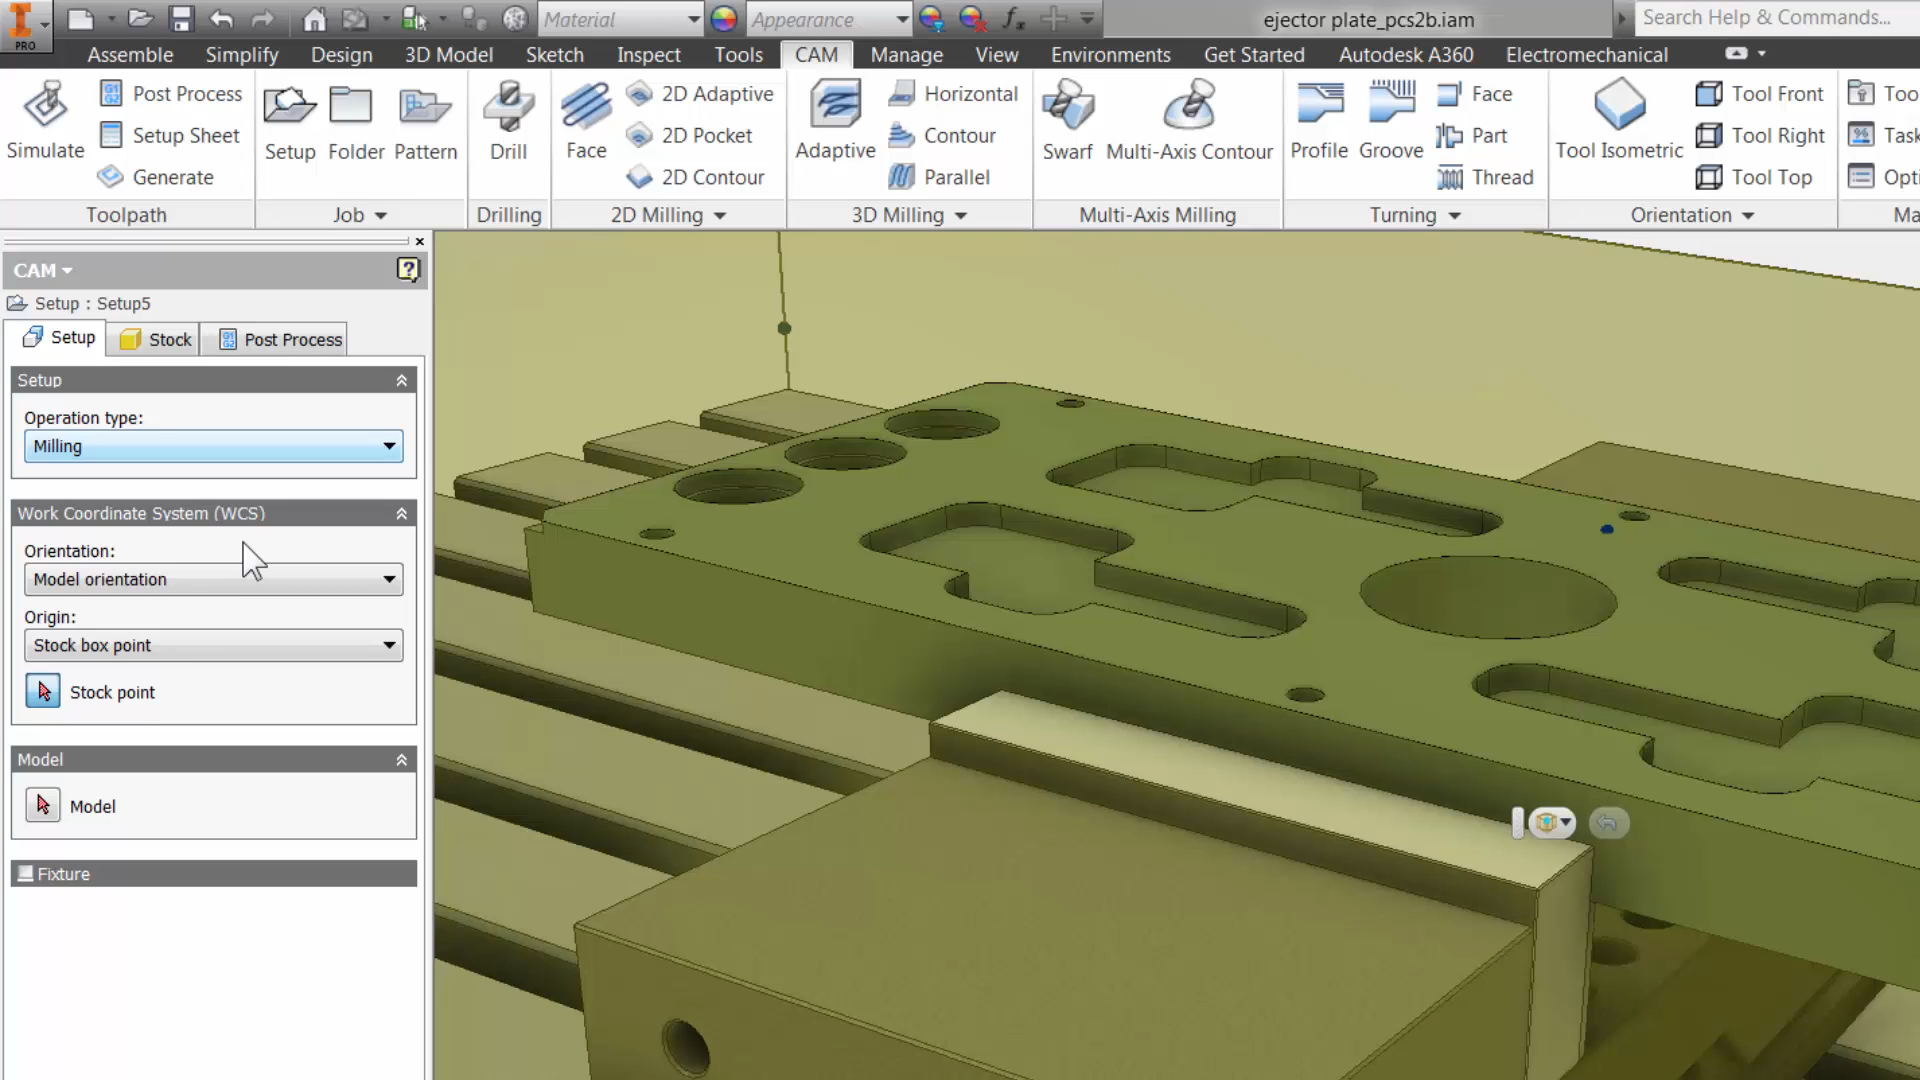 PRO
Material
Appearance
fx
ejector plate_pcs2b.iam
Search Help & Commands...
Assemble Simplify Design 3D Model Sketch Inspect Tools CAM Manage View Environments Get Started Autodesk A360 Electromechanical
Simulate
Post Process
Setup Sheet
Generate
Toolpath
Setup Folder Pattern
Job
Drill
Drilling
Face
2D Adaptive
2D Pocket
2D Contour
2D Milling
Adaptive
Horizontal
Contour
Parallel
3D Milling
Swarf Multi-Axis Contour
Multi-Axis Milling
Profile Groove
Face
Part
Thread
Turning
Tool Isometric
Tool Front
Tool Right
Tool Top
Orientation
Too
Task
Opti
Ma
CAM
Setup : Setup5
Setup Stock Post Process
Setup
Operation type:
Milling
Work Coordinate System (WCS)
Orientation:
Model orientation
Origin:
Stock box point
Stock point
Model
Model
Fixture